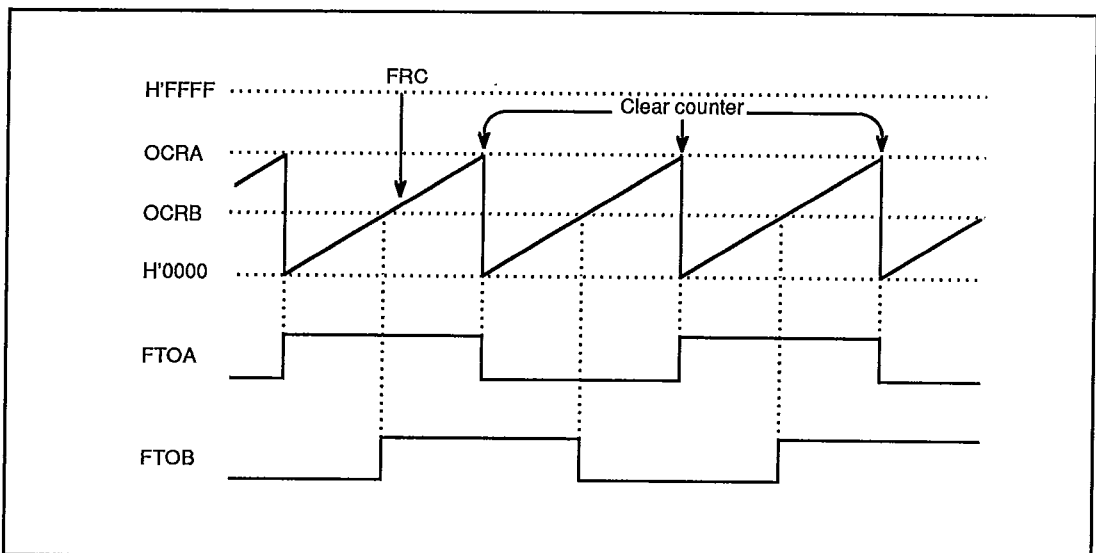 FRC
H'FFFF
Clear counter
OCRA
OCRB
H'0000
FTOA
FTOB